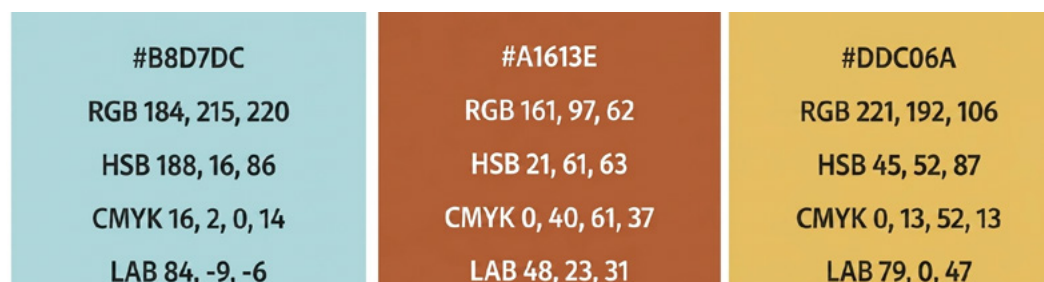 #B8D7DC
RGB 184, 215, 220
HSB 188, 16, 86
CMYK 16, 2, 0, 14
LAB 84, -9, -6
#A1613E
RGB 161, 97, 62
HSB 21, 61, 63
CMYK 0, 40, 61, 37
LAB 48, 23, 31
#DDC06A
RGB 221, 192, 106
HSB 45, 52, 87
CMYK 0, 13, 52, 13
LAB 79, 0, 47